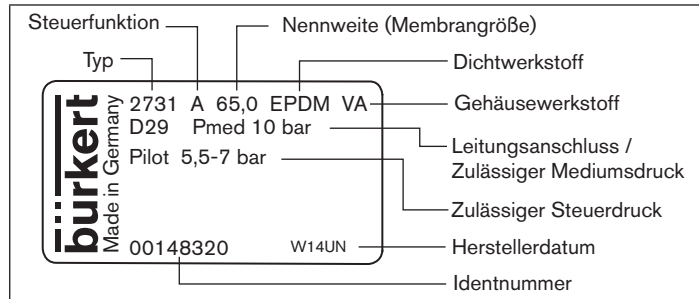 Steuerfunktion
Nennweite (Membrangröße)
Typ
Dichtwerkstoff
2731 A 65,0 EPDM VA
Gehäusewerkstoff
D29 Pmed 10 bar
Leitungsanschluss /
Zulässiger Mediumsdruck
Pilot 5,5-7 bar
Zulässiger Steuerdruck
bürkert
Made in Germany
00148320 W14UN
Herstellerdatum
Identnummer